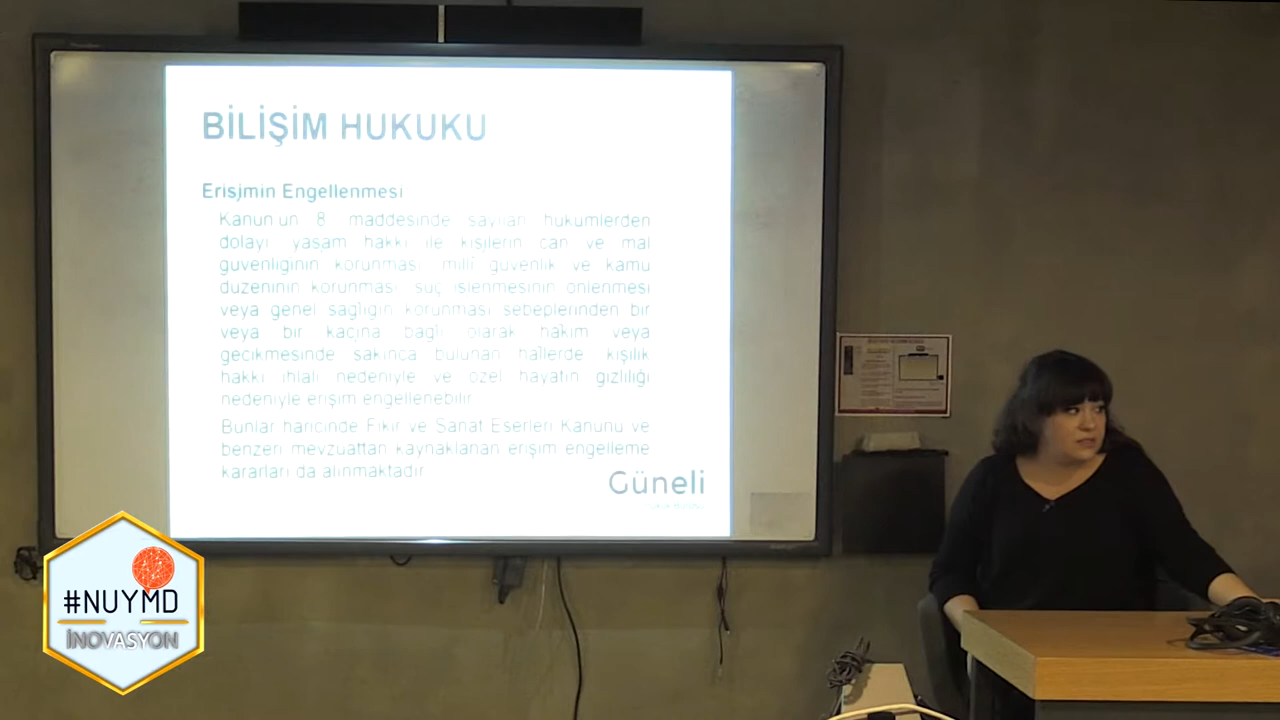 BİLİŞİM HUKUKU
Erişimin Engellenmesi
Kanun'un 8. maddesinde sayılan hükümlerden
dolayı, yaşam hakkı ile kişilerin can ve mal
güvenliğinin korunması, millî güvenlik ve kamu
düzeninin korunması, suç işlenmesinin önlenmesi
veya genel sağlığın korunması sebeplerinden bir
veya bir kaçına bağlı olarak hakim veya
gecikmesinde sakınca bulunan hallerde, kişilik
hakkı ihlali nedeniyle ve özel hayatın gizliliği
nedeniyle erişim engellenebilir.
Bunlar haricinde Fikir ve Sanat Eserleri Kanunu ve
benzeri mevzuattan kaynaklanan erişim engelleme
kararları da alınmaktadır.
Güneli
#NUYMD
İNOVASYON